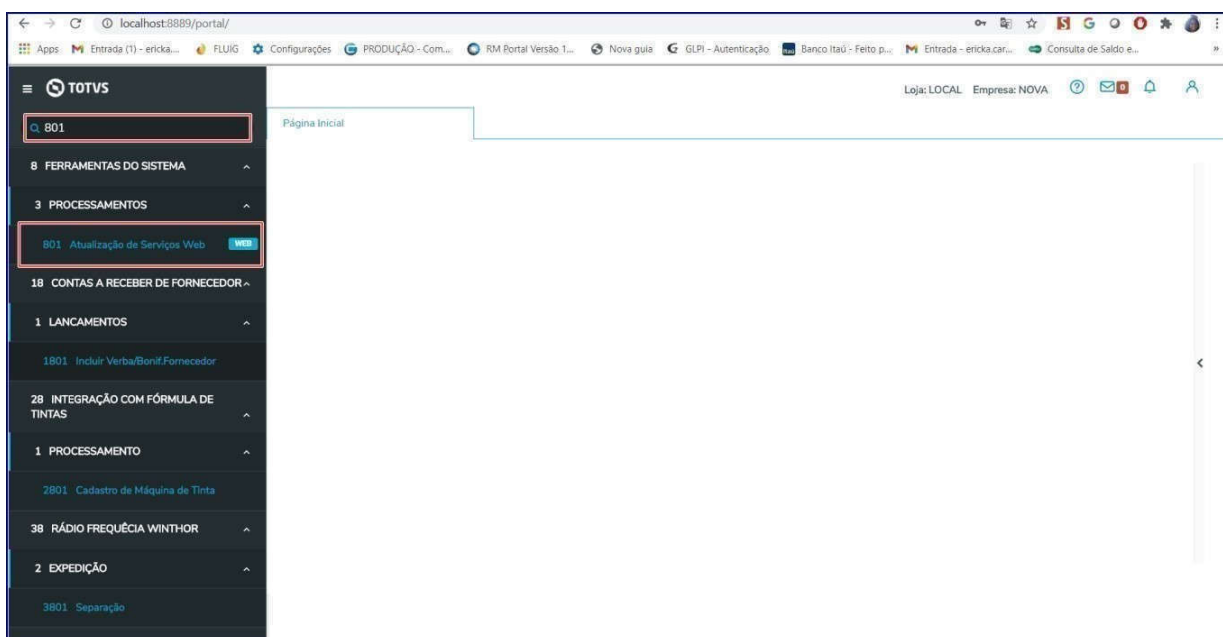 localhost:8889/portal/
Apps Entrada (1) - ericka.... FLUIG Configurações PRODUÇÃO - Com... RM Portal Versão 1... Nova guia GLPI - Autenticação Banco Itaú - Feito p... Entrada - ericka.car... Consulta de Saldo e... »
TOTVS
Loja: LOCAL Empresa: NOVA 0
801
Página Inicial
8 FERRAMENTAS DO SISTEMA
3 PROCESSAMENTOS
801 Atualização de Serviços Web WEB
18 CONTAS A RECEBER DE FORNECEDOR
1 LANCAMENTOS
1801 Incluir Verba/Bonif.Fornecedor
28 INTEGRAÇÃO COM FÓRMULA DE
TINTAS
1 PROCESSAMENTO
2801 Cadastro de Máquina de Tinta
38 RÁDIO FREQUÊCIA WINTHOR
2 EXPEDIÇÃO
3801 Separação